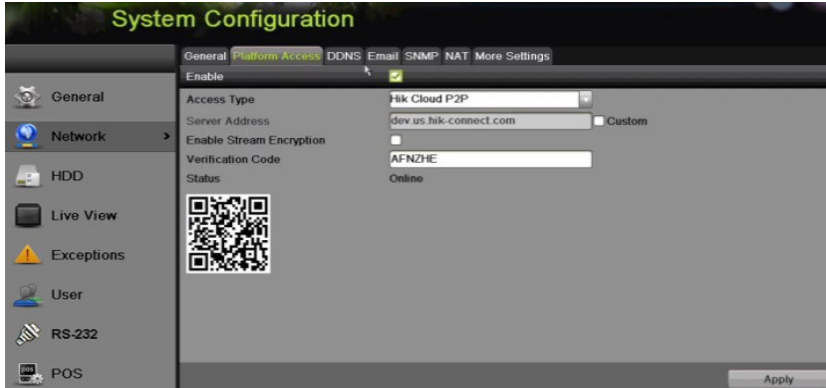 System Configuration
General Platform Access DDNS Email SNMP NAT More Settings
Enable
General
Access Type Hik Cloud P2P
Server Address dev.us.hik-connect.com Custom
Network
Enable Stream Encryption
Verification Code AFNZHE
HDD
Status Online
Live View
Exceptions
User
RS-232
POS
Apply